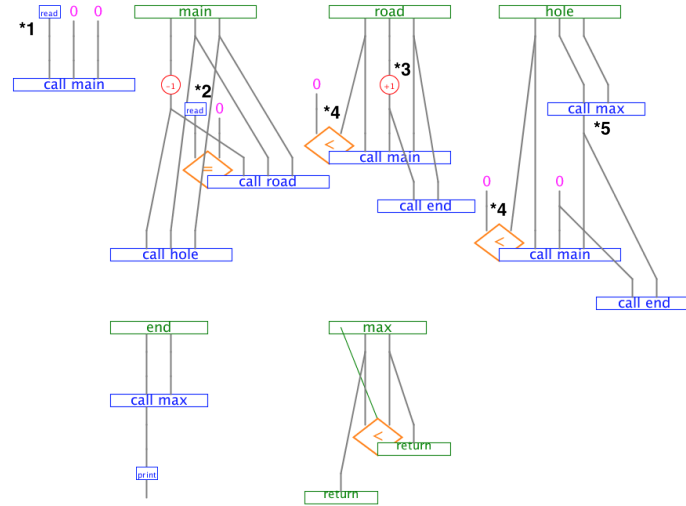 read 0 0 main road hole
*1
call main
-1 *2 +1 *3
read 0 0 *4
call max
*5
< call main
= call road
0 0
call end *4
call hole < call main
call end
end max
call max
<
return
print
return